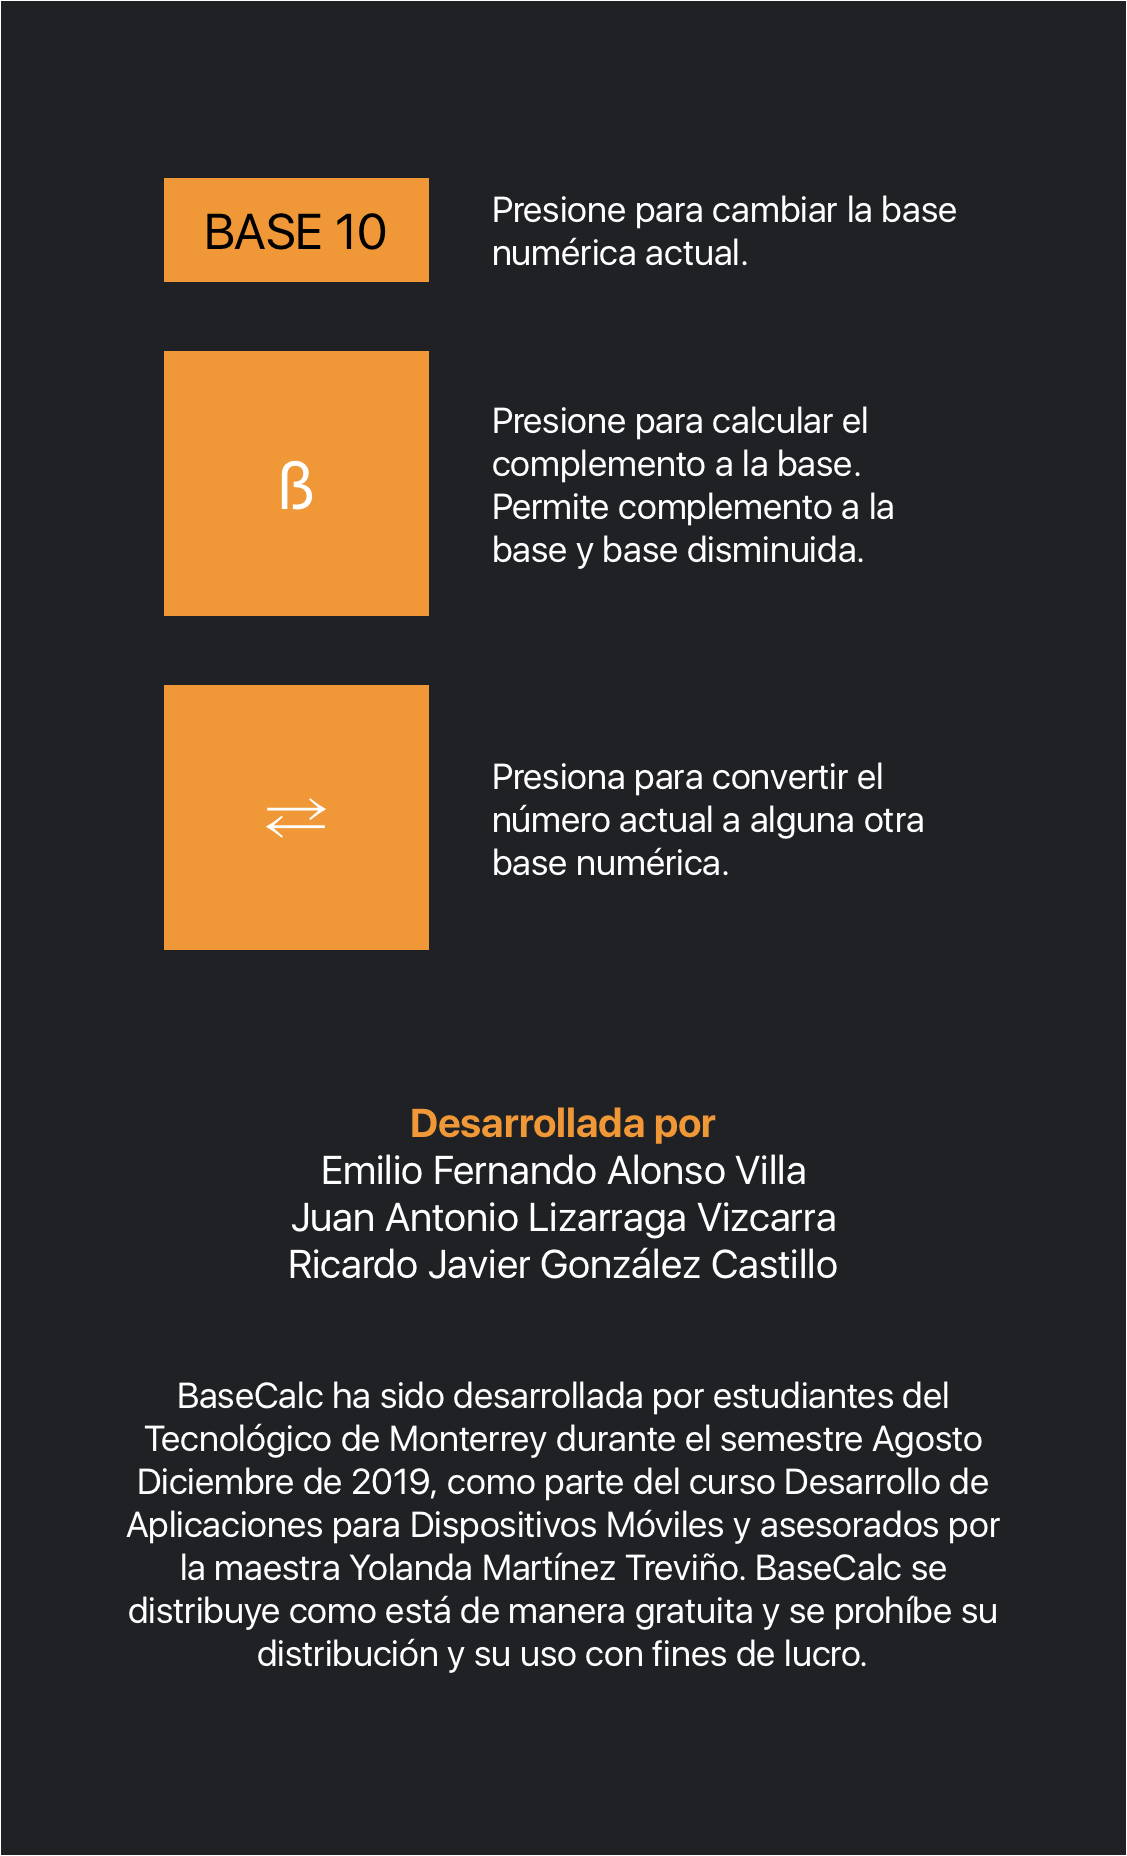 BASE 10
Presione para cambiar la base
numérica actual.
ß
Presione para calcular el
complemento a la base.
Permite complemento a la
base y base disminuida.
Presiona para convertir el
número actual a alguna otra
base numérica.
Desarrollada por
Emilio Fernando Alonso Villa
Juan Antonio Lizarraga Vizcarra
Ricardo Javier González Castillo
BaseCalc ha sido desarrollada por estudiantes del
Tecnológico de Monterrey durante el semestre Agosto
Diciembre de 2019, como parte del curso Desarrollo de
Aplicaciones para Dispositivos Móviles y asesorados por
la maestra Yolanda Martínez Treviño. BaseCalc se
distribuye como está de manera gratuita y se prohíbe su
distribución y su uso con fines de lucro.